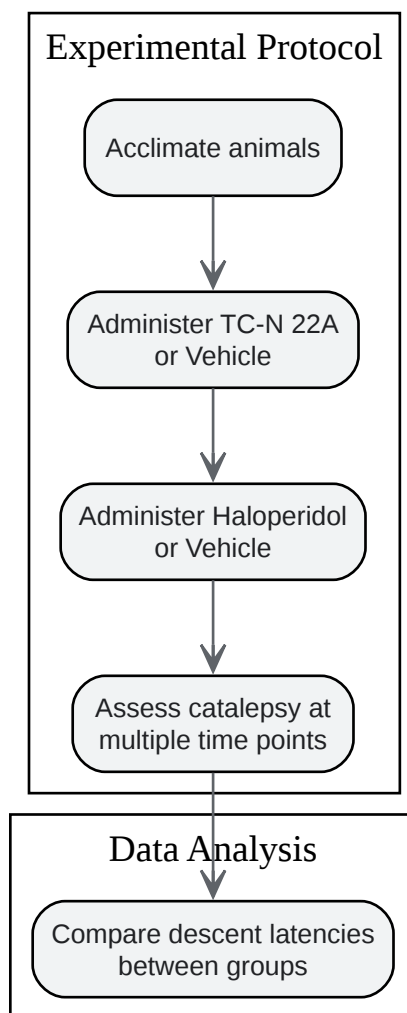 Experimental Protocol
Acclimate animals
Administer TC-N 22A
or Vehicle
Administer Haloperidol
or Vehicle
Assess catalepsy at
multiple time points
Data Analysis
Compare descent latencies
between groups